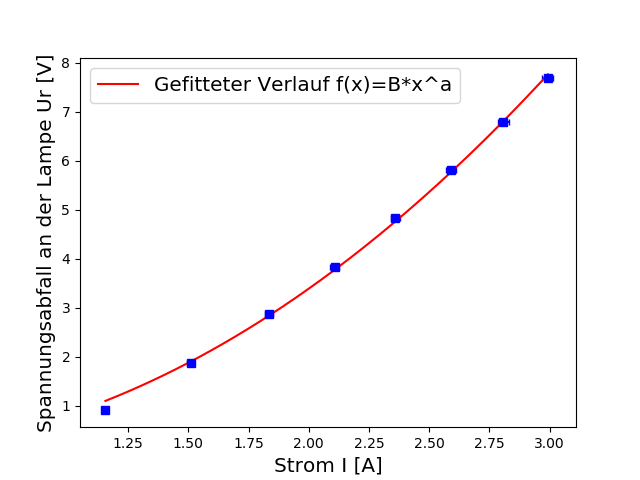 Gefitteter Verlauf f(x)=B*x^a
Spannungsabfall an der Lampe Ur [V]
8
7
6
5
4
3
2
1
1.25 1.50 1.75 2.00 2.25 2.50 2.75 3.00
Strom I [A]